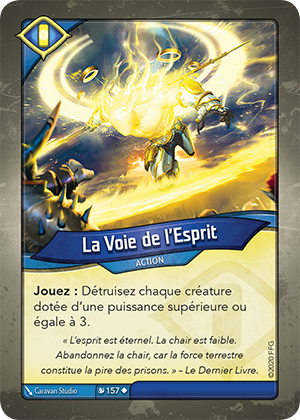 La Voie de l'Esprit
ACTION
Jouez : Détruisez chaque créature
dotée d'une puissance supérieure ou
égale à 3.
« L'esprit est éternel. La chair est faible.
Abandonnez la chair, car la force terrestre
constitue la pire des prisons. » - Le Dernier Livre.
©2020 FFG
Caravan Studio
157